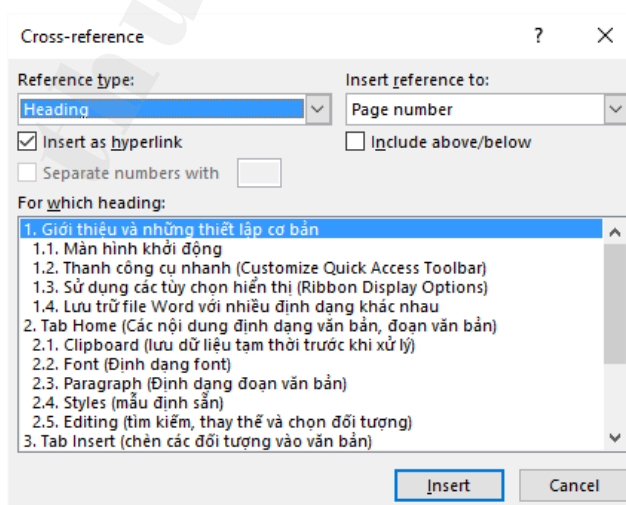 Cross-reference ? ×
Reference type: Insert reference to:
Heading Page number
Insert as hyperlink Include above/below
Separate numbers with
For which heading:
1. Giới thiệu và những thiết lập cơ bản
1.1. Màn hình khởi động
1.2. Thanh công cụ nhanh (Customize Quick Access Toolbar)
1.3. Sử dụng các tùy chọn hiển thị (Ribbon Display Options)
1.4. Lưu trữ file Word với nhiều định dạng khác nhau
2. Tab Home (Các nội dung định dạng văn bản, đoạn văn bản)
2.1. Clipboard (lưu dữ liệu tạm thời trước khi xử lý)
2.2. Font (Định dạng font)
2.3. Paragraph (Định dạng đoạn văn bản)
2.4. Styles (mẫu định sẵn)
2.5. Editing (tìm kiếm, thay thế và chọn đối tượng)
3. Tab Insert (chèn các đối tượng vào văn bản)
Insert Cancel